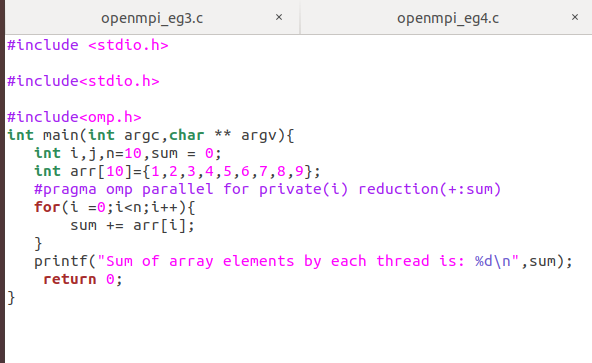 openmpi_eg3.c × openmpi_eg4.c ×
#include <stdio.h>
#include<stdio.h>
#include<omp.h>
int main(int argc,char ** argv){
int i,j,n=10,sum = 0;
int arr[10]={1,2,3,4,5,6,7,8,9};
#pragma omp parallel for private(i) reduction(+:sum)
for(i =0;i<n;i++){
sum += arr[i];
}
printf("Sum of array elements by each thread is: %d\n",sum);
return 0;
}